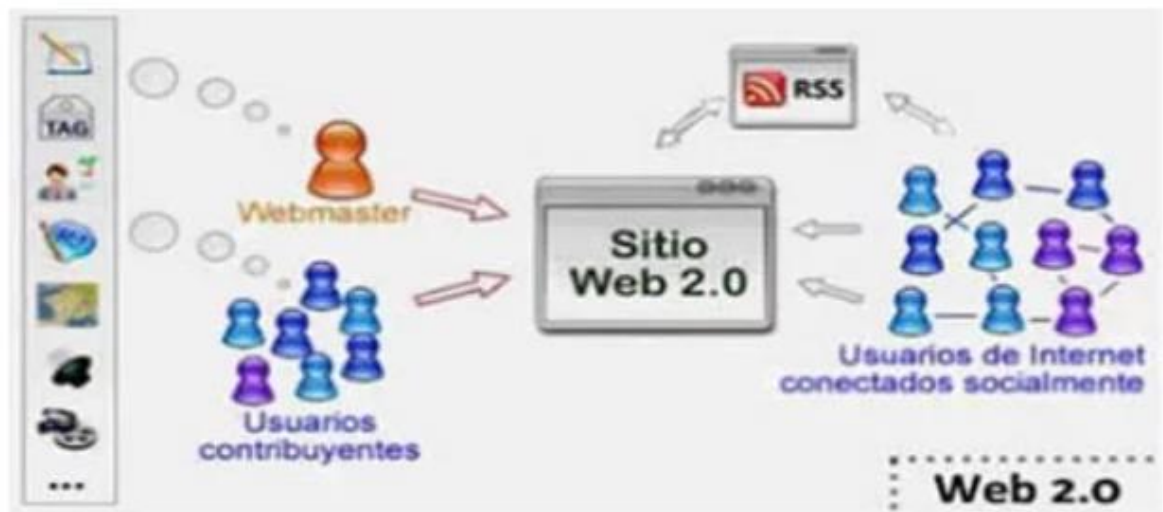 TAG
Webmaster
RSS
Sitio
Web 2.0
Usuarios
contribuyentes
Usuarios de Internet
conectados socialmente
Web 2.0